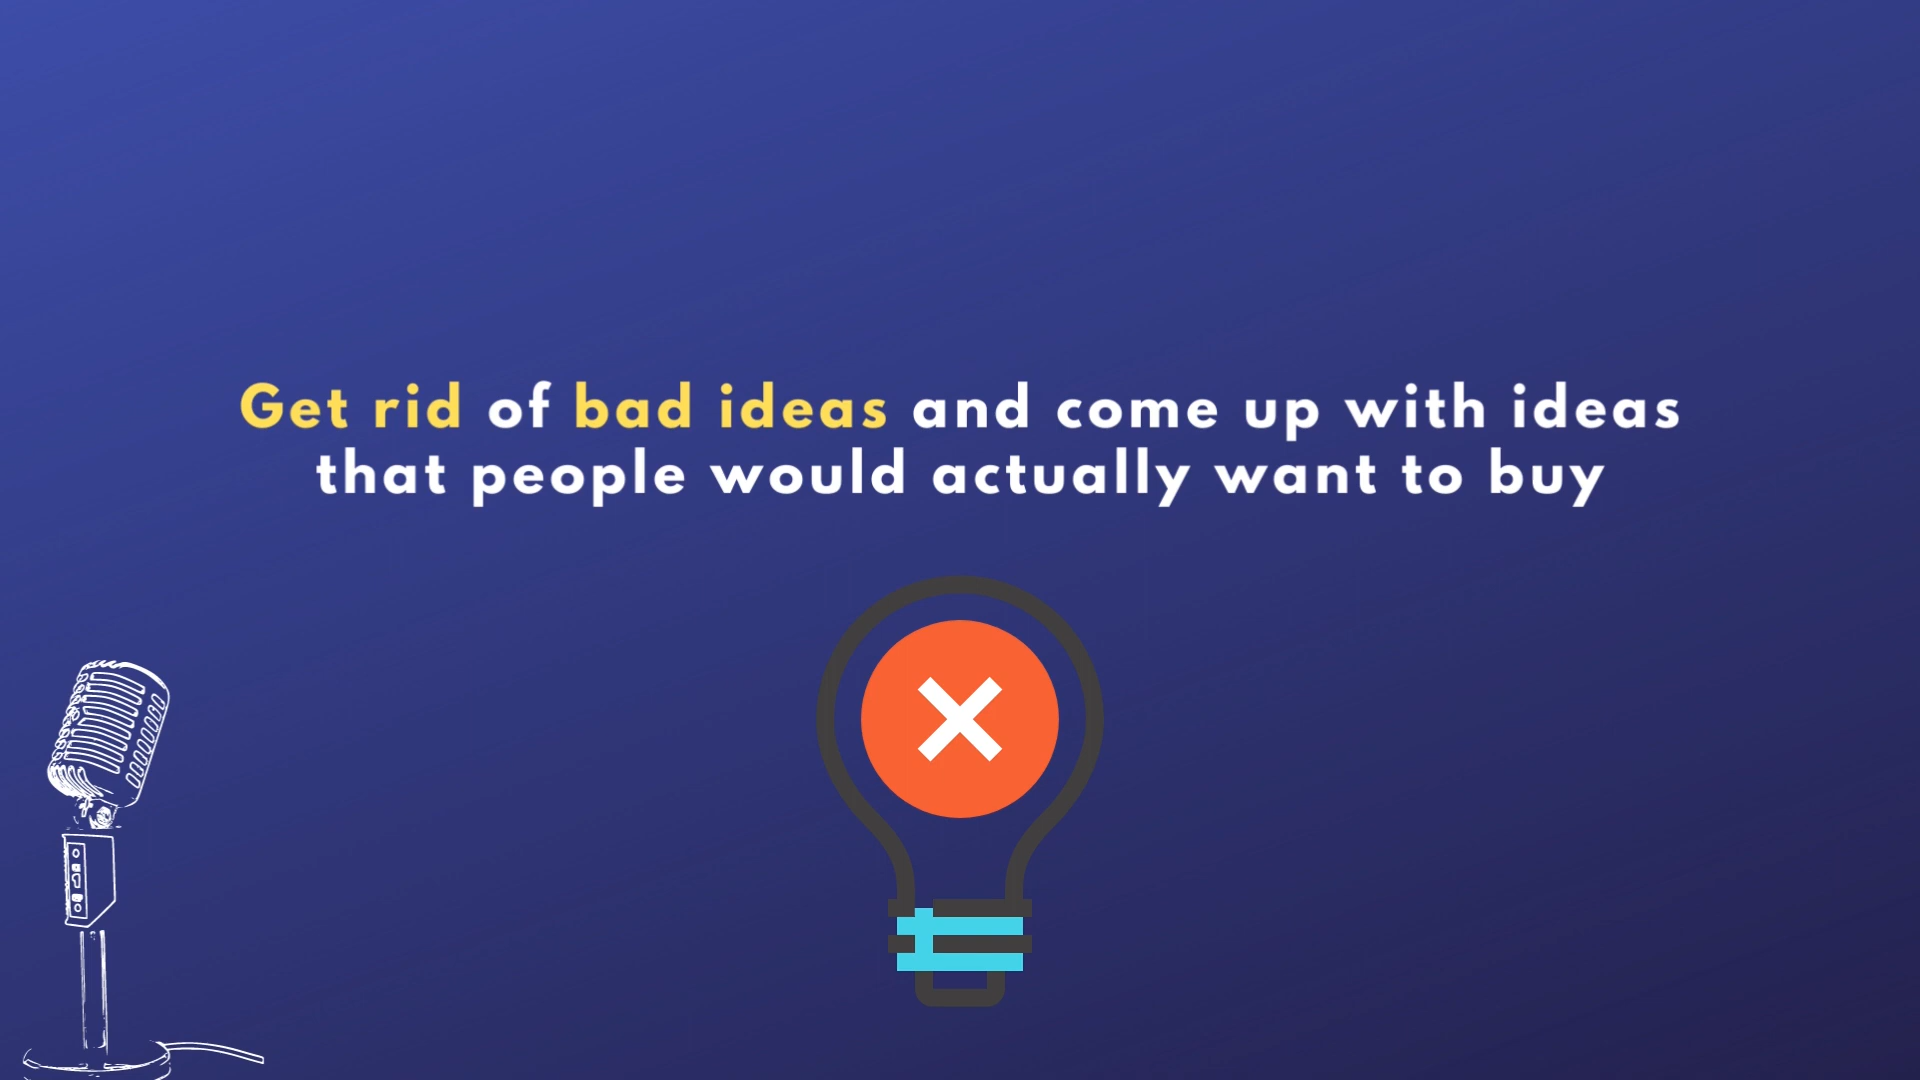 Get rid of bad ideas and come up with ideas
that people would actually want to buy